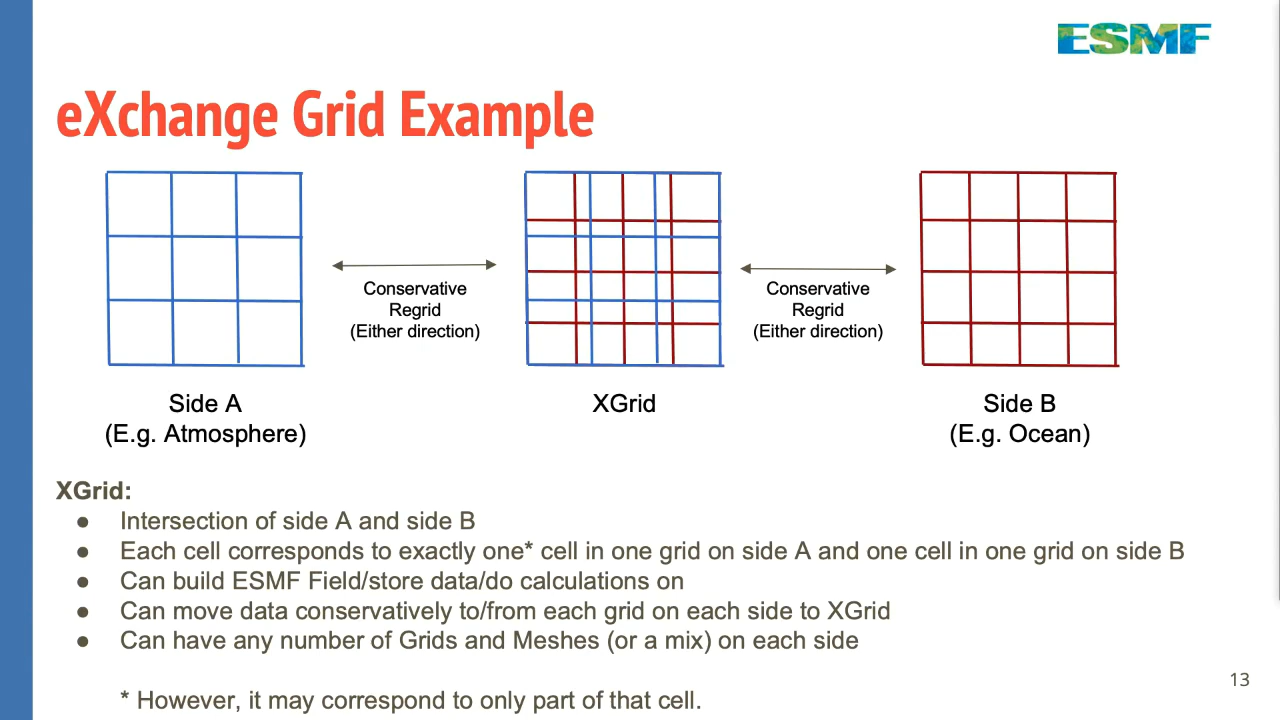 ESMF
eXchange Grid Example
Conservative
Regrid
(Either direction)
Conservative
Regrid
(Either direction)
Side A
(E.g. Atmosphere)
XGrid
Side B
(E.g. Ocean)
XGrid:
● Intersection of side A and side B
● Each cell corresponds to exactly one* cell in one grid on side A and one cell in one grid on side B
● Can build ESMF Field/store data/do calculations on
● Can move data conservatively to/from each grid on each side to XGrid
● Can have any number of Grids and Meshes (or a mix) on each side
* However, it may correspond to only part of that cell.
13